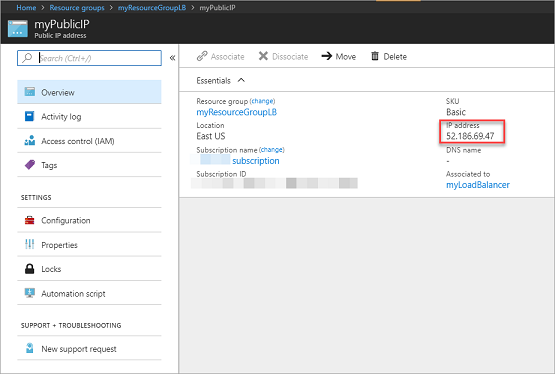 Home > Resource groups > myResourceGroupLB > myPublicIP
myPublicIP
Public IP address
Search (Ctrl+/)
«
Overview
Activity log
Access control (IAM)
Tags
SETTINGS
Configuration
Properties
Locks
Automation script
SUPPORT + TROUBLESHOOTING
New support request
Associate Dissociate Move Delete
Essentials
Resource group (change)
myResourceGroupLB
Location
East US
Subscription name (change)
subscription
Subscription ID
SKU
Basic
IP address
52.186.69.47
DNS name
-
Associated to
myLoadBalancer